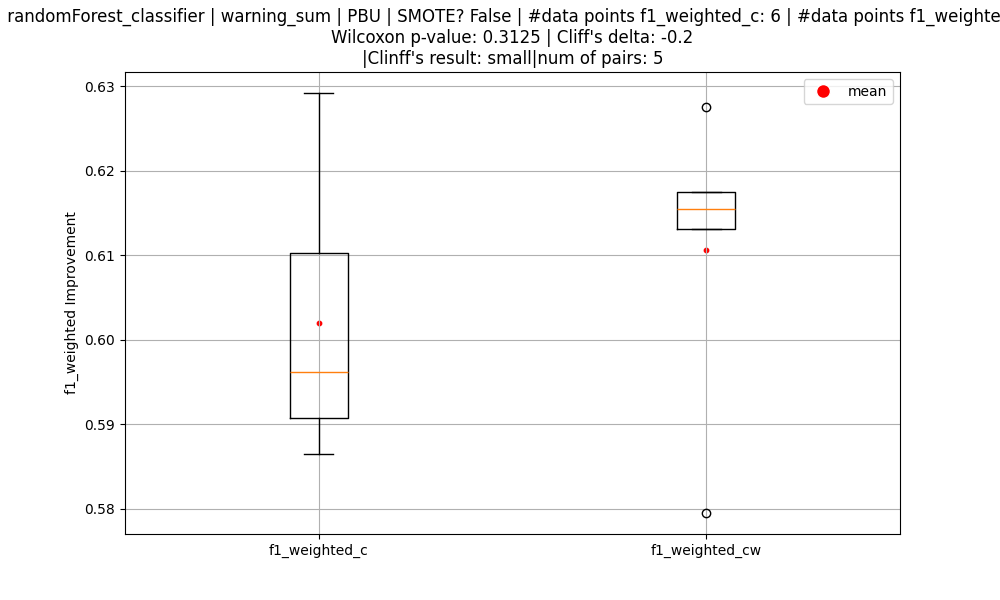 randomForest_classifier | warning_sum | PBU | SMOTE? False | #data points f1_weighted_c: 6 | #data points f1_weighte
Wilcoxon p-value: 0.3125 | Cliff's delta: -0.2
|Clinff's result: small|num of pairs: 5
mean
0.63
0.62
0.61
0.60
0.59
0.58
f1_weighted Improvement
f1_weighted_c
f1_weighted_cw